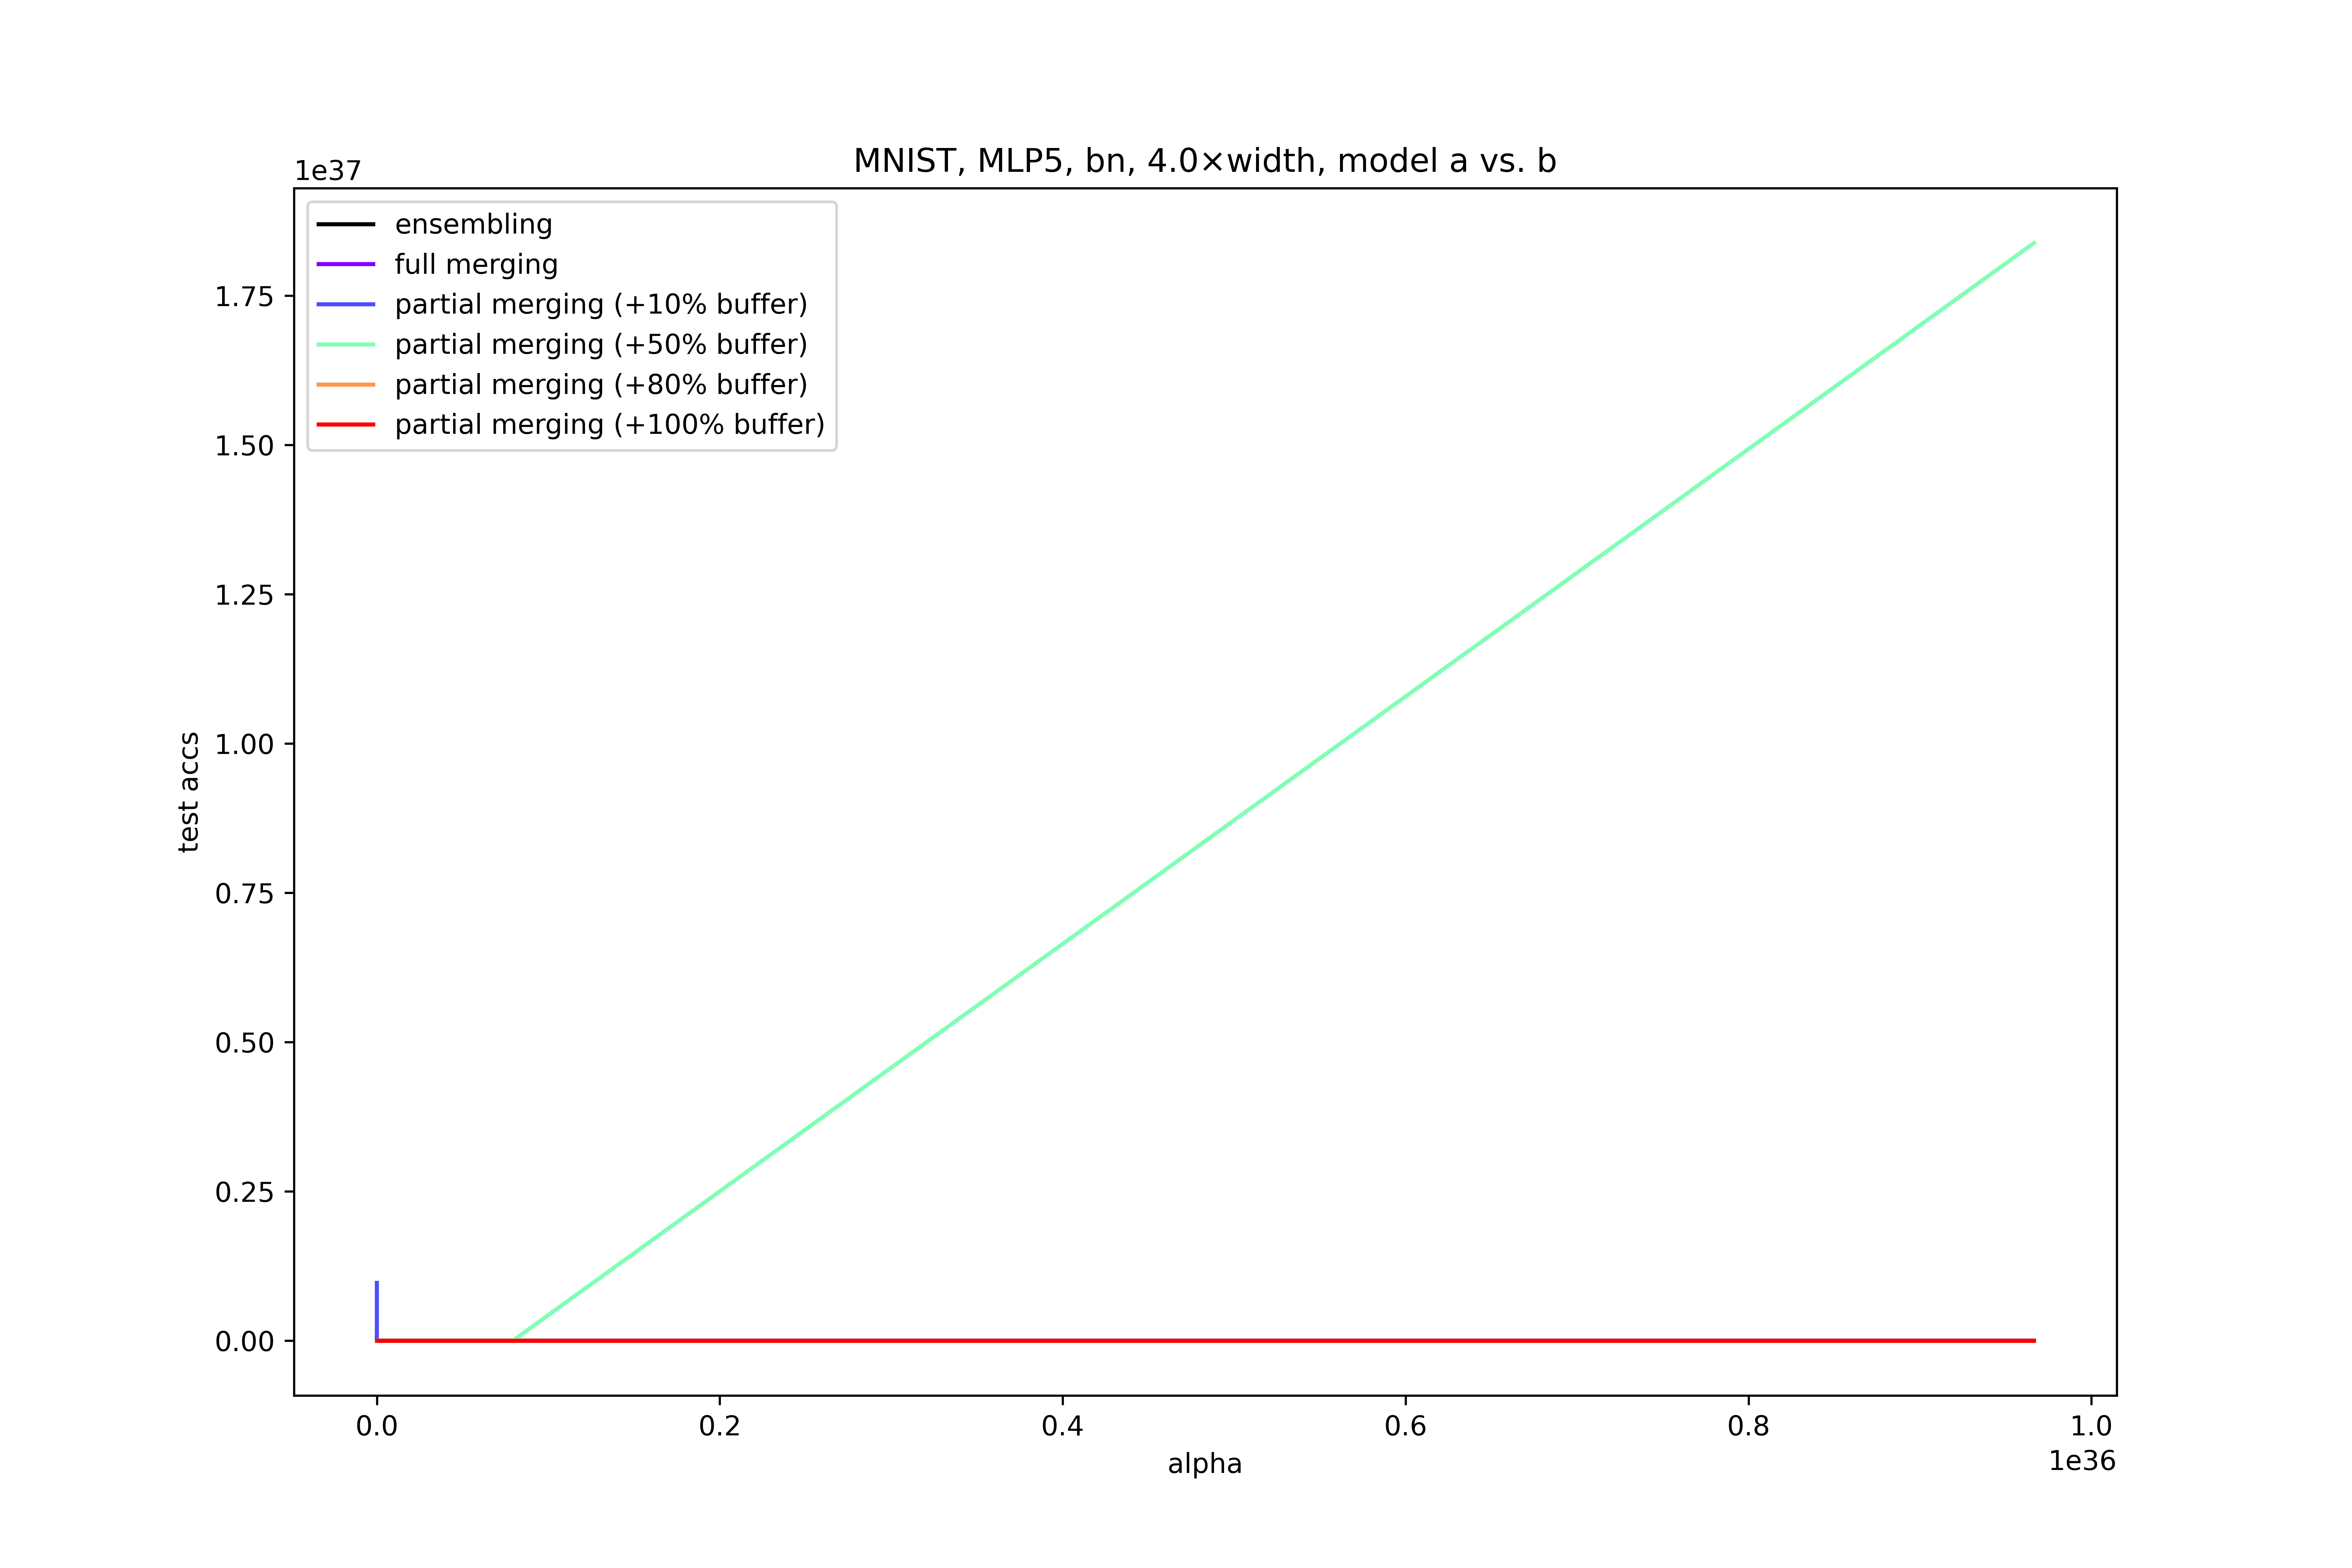 MNIST, MLP5, bn, 4.0×width, model a vs. b
1e37
ensembling
full merging
partial merging (+10% buffer)
partial merging (+50% buffer)
partial merging (+80% buffer)
partial merging (+100% buffer)
1.75
1.50
1.25
1.00
0.75
0.50
0.25
0.00
test accs
0.0 0.2 0.4 0.6 0.8 1.0
alpha
1e36